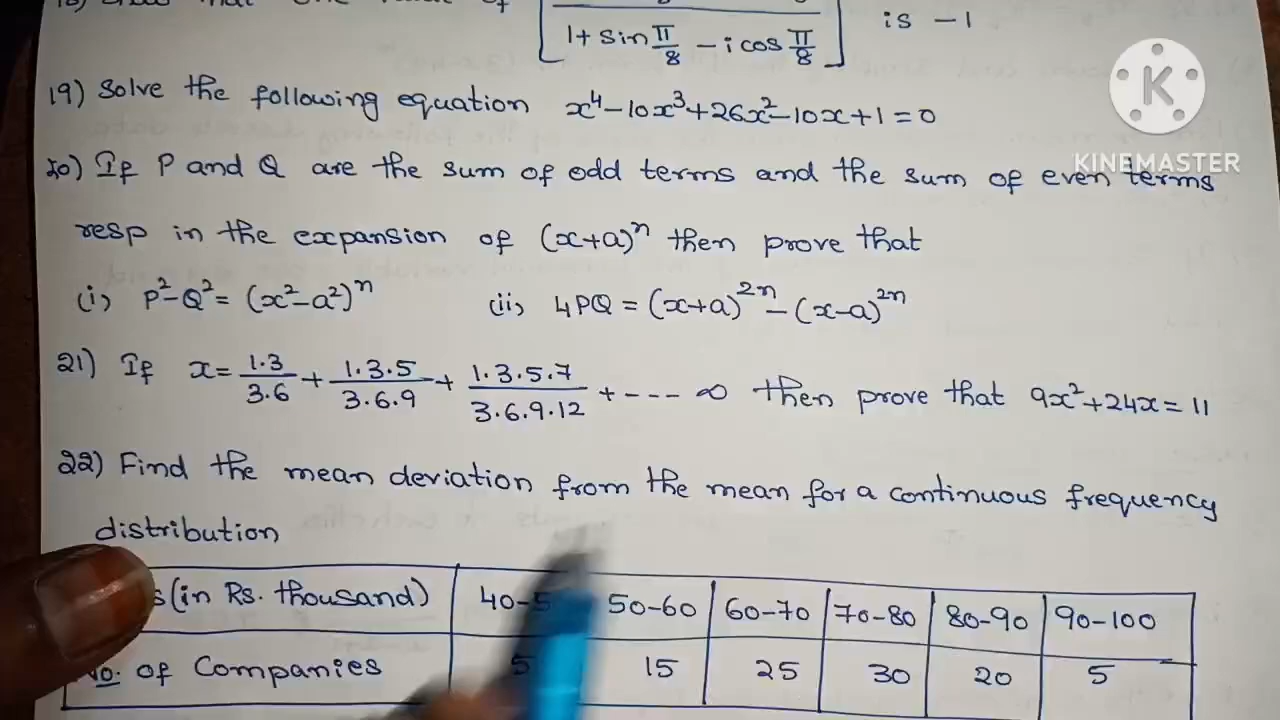 is -1
1 + sin π/8 - i cos π/8
19) Solve the following equation x⁴-10x³+26x²-10x+1=0
K
KINEMASTER
20) If P and Q are the sum of odd terms and the sum of even terms
resp in the expansion of (x+a)ⁿ then prove that
(i) P²-Q² = (x²-a²)ⁿ (ii) 4PQ = (x+a)²ⁿ - (x-a)²ⁿ
21) If x = 1.3/3.6 + 1.3.5/3.6.9 + 1.3.5.7/3.6.9.12 + ---- ∞ then prove that 9x²+24x=11
22) Find the mean deviation from the mean for a continuous frequency
distribution
(in Rs. thousand) 40-5 50-60 60-70 70-80 80-90 90-100
No. of Companies 5 15 25 30 20 5